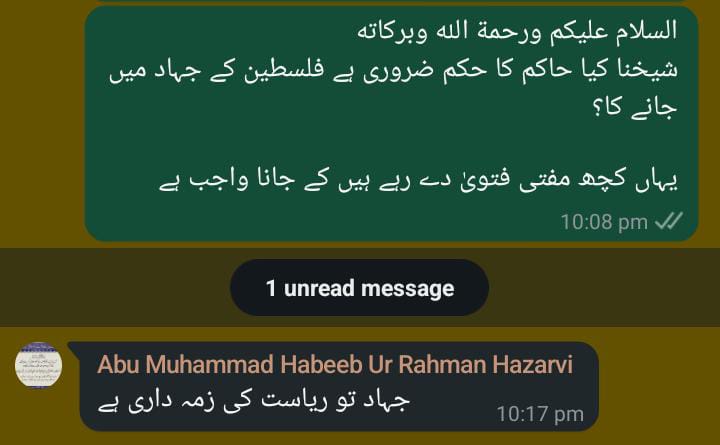 السلام علیکم ورحمة الله وبرکاته
شیخنا کیا حاکم کا حکم ضروری ہے فلسطین کے جہاد میں
جانے کا؟
یہاں کچھ مفتی فتویٰ دے رہے ہیں کے جانا واجب ہے
10:08 pm
1 unread message
Abu Muhammad Habeeb Ur Rahman Hazarvi
جہاد تو ریاست کی زمہ داری ہے
10:17 pm